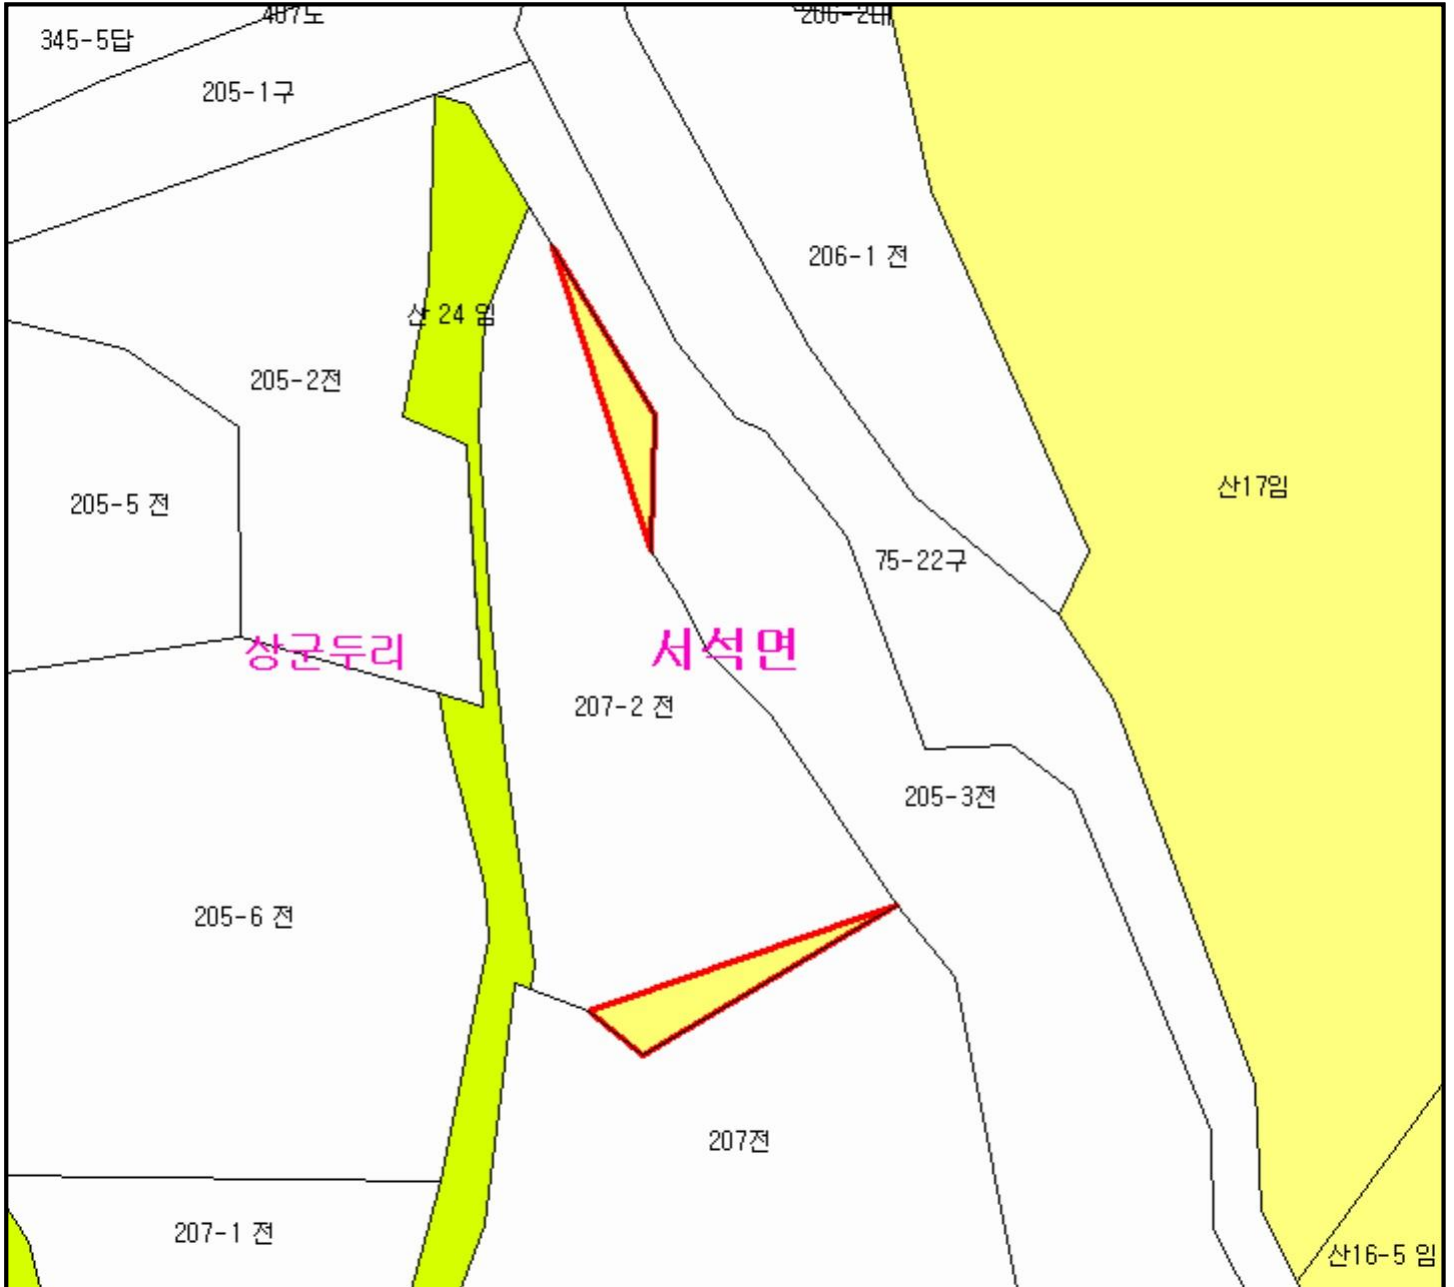 345-5답
205-1구
206-1 전
산 24 임
205-2전
산17임
205-5 전
75-22구
상군두리
서석면
207-2 전
205-3전
205-6 전
207전
207-1 전
산16-5 임